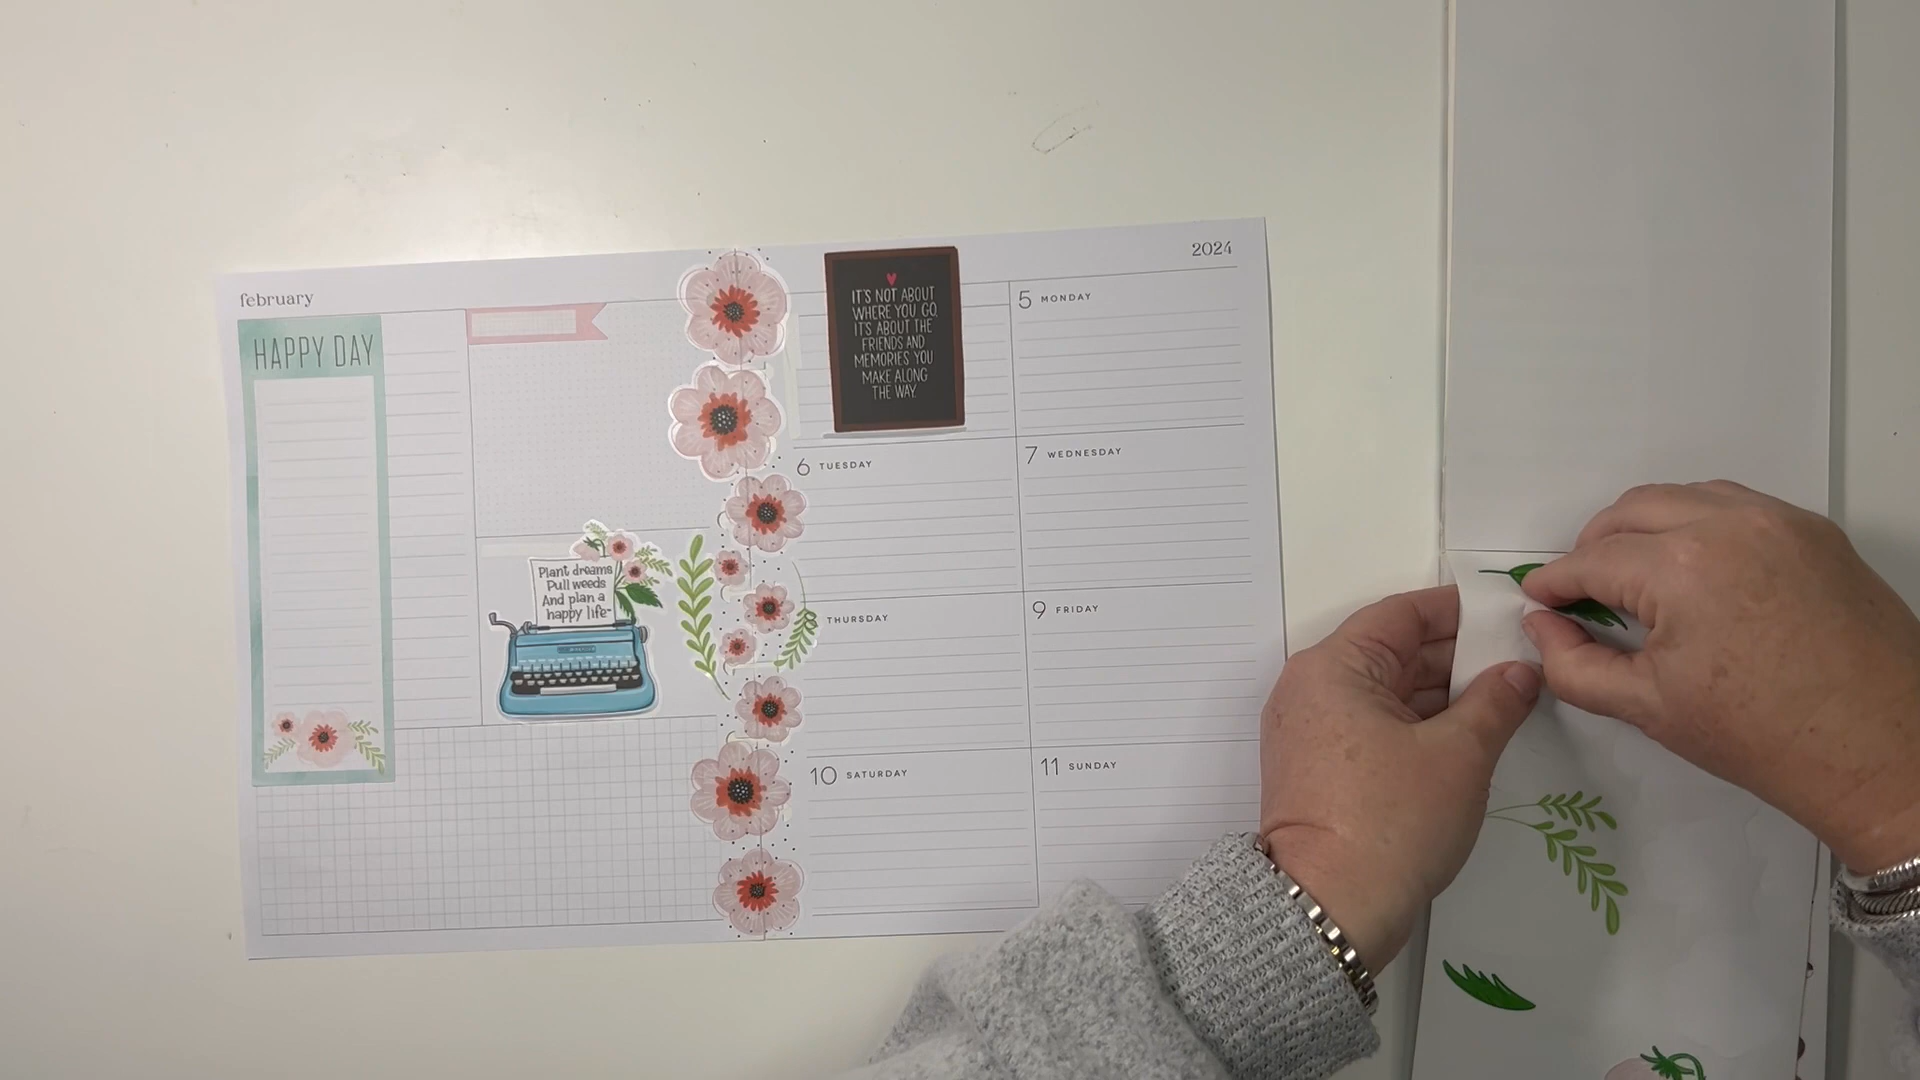 february
2024
HAPPY DAY
Plant dreams
Pull weeds
And plan a
happy life
IT'S NOT ABOUT
WHERE YOU GO,
IT'S ABOUT THE
FRIENDS AND
MEMORIES YOU
MAKE ALONG
THE WAY.
5 MONDAY
6 TUESDAY
7 WEDNESDAY
THURSDAY
9 FRIDAY
10 SATURDAY
11 SUNDAY